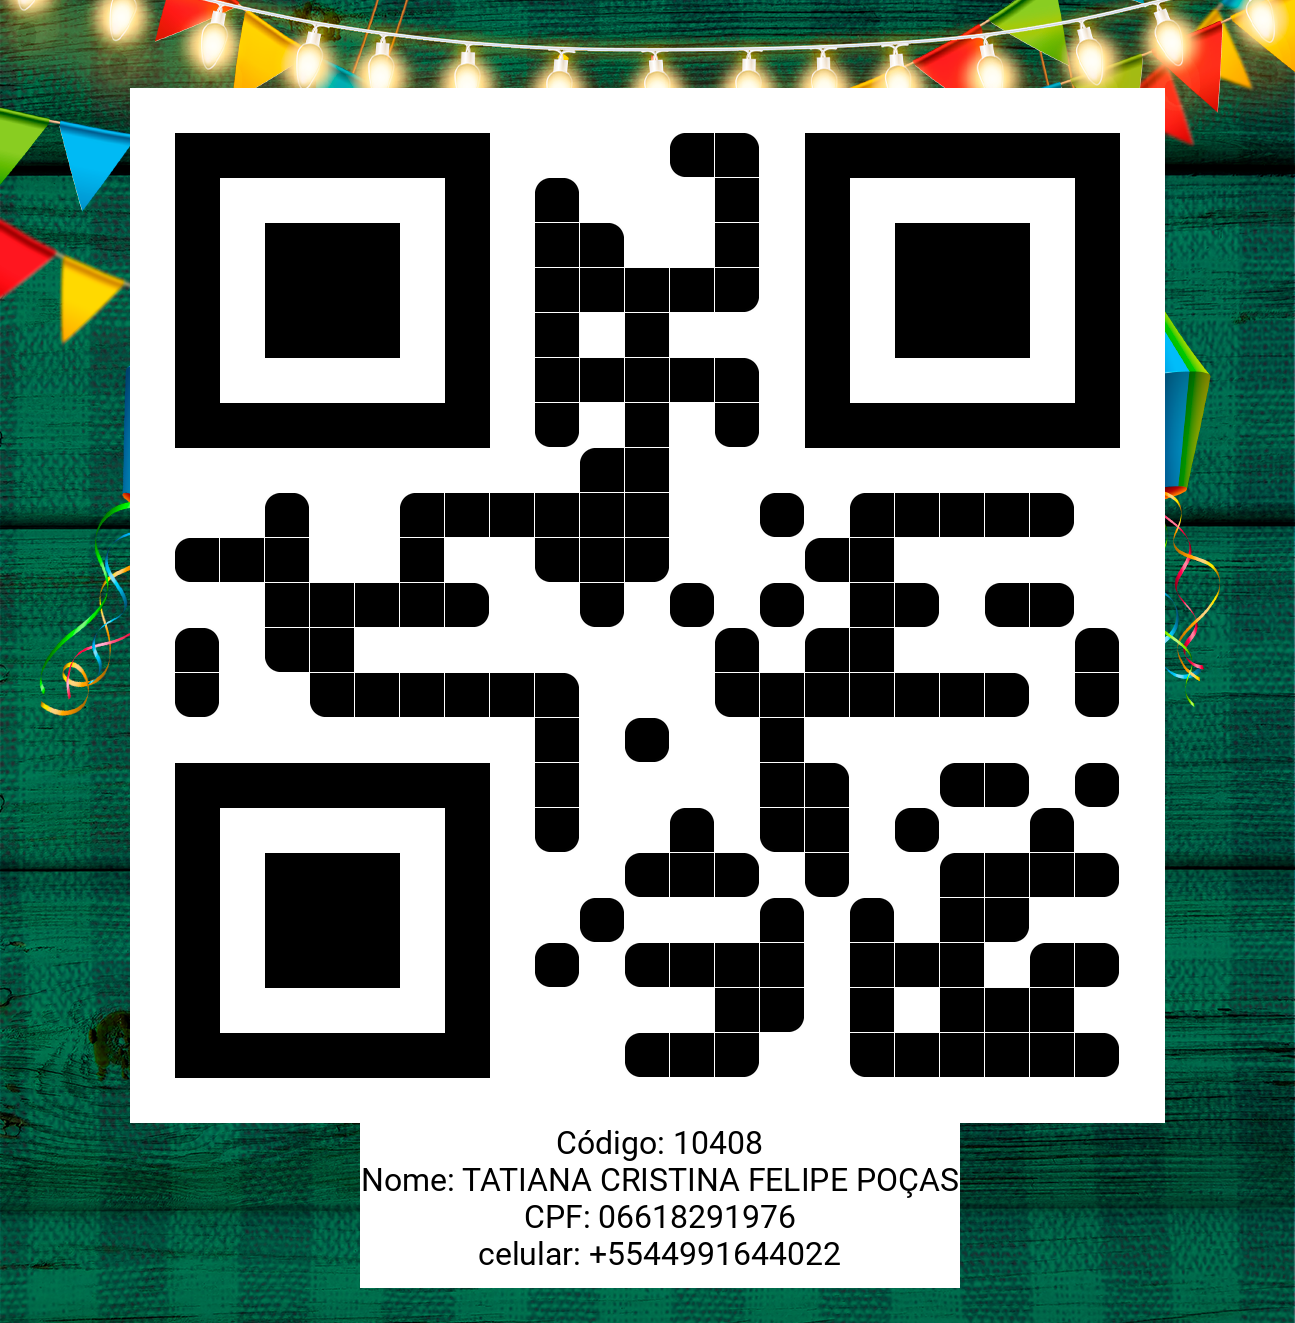 Código: 10408
Nome: TATIANA CRISTINA FELIPE POÇAS
CPF: 06618291976
celular: +5544991644022